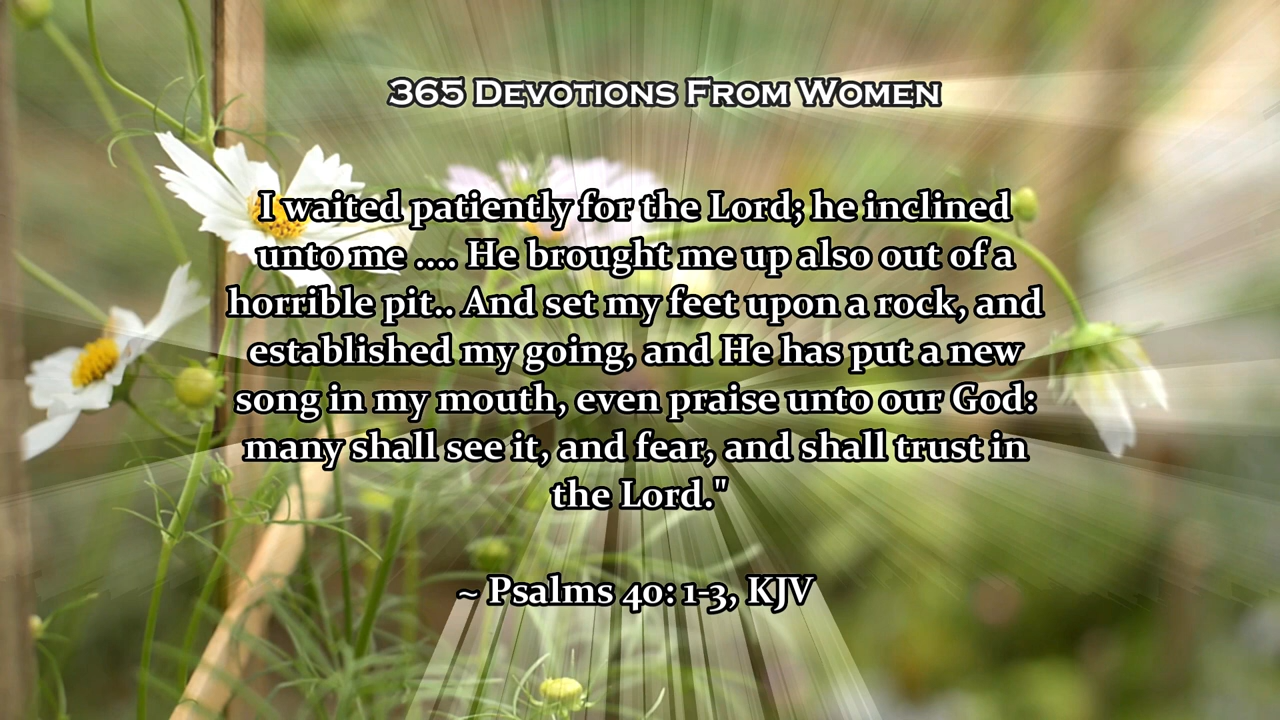 365 Devotions From Women
I waited patiently for the Lord; he inclined
unto me .... He brought me up also out of a
horrible pit.. And set my feet upon a rock, and
established my going, and He has put a new
song in my mouth, even praise unto our God:
many shall see it, and fear, and shall trust in
the Lord."
~ Psalms 40: 1-3, KJV